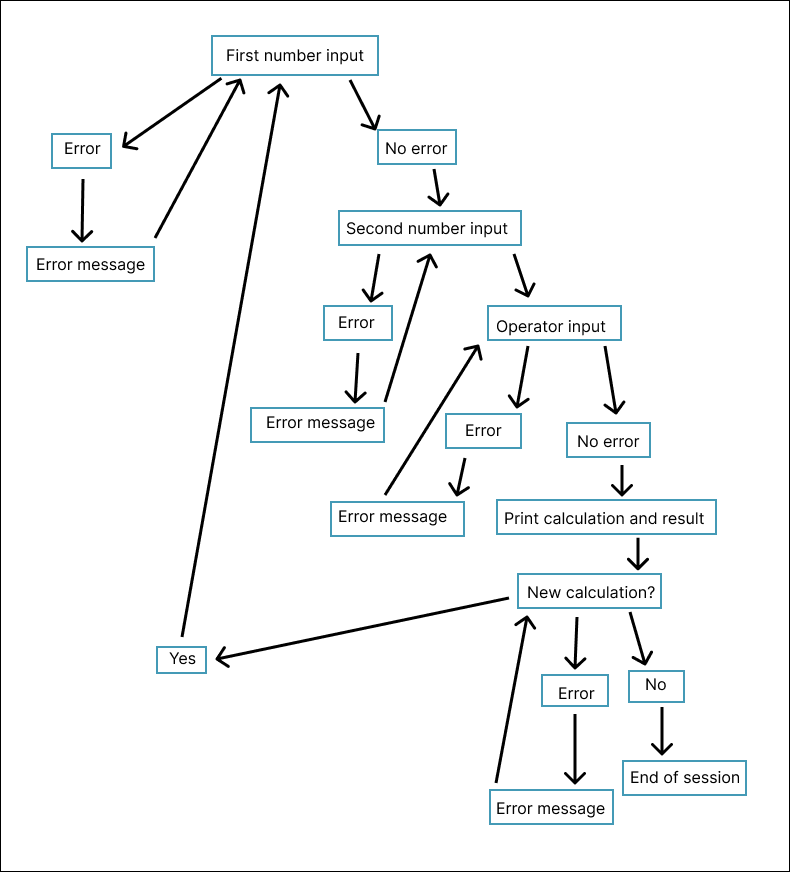 First number input
Error
No error
Error message
Second number input
Error
Operator input
Error message
Error
No error
Error message
Print calculation and result
New calculation?
Yes
Error
No
End of session
Error message